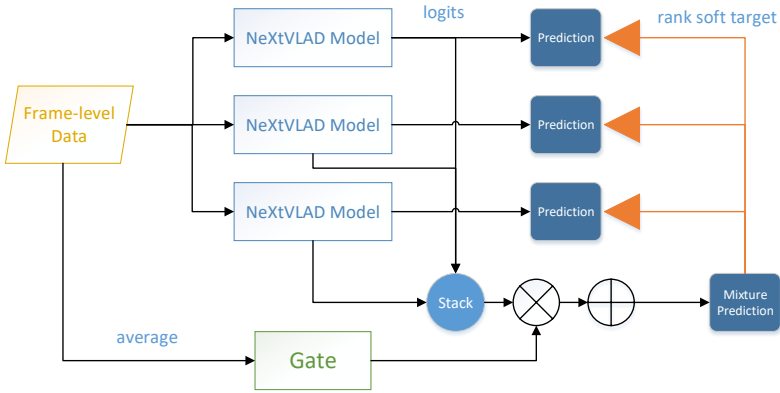 logits
rank soft target
NeXtVLAD Model
Prediction
Frame-level
Data
NeXtVLAD Model
Prediction
NeXtVLAD Model
Prediction
Stack
Mixture
Prediction
average
Gate